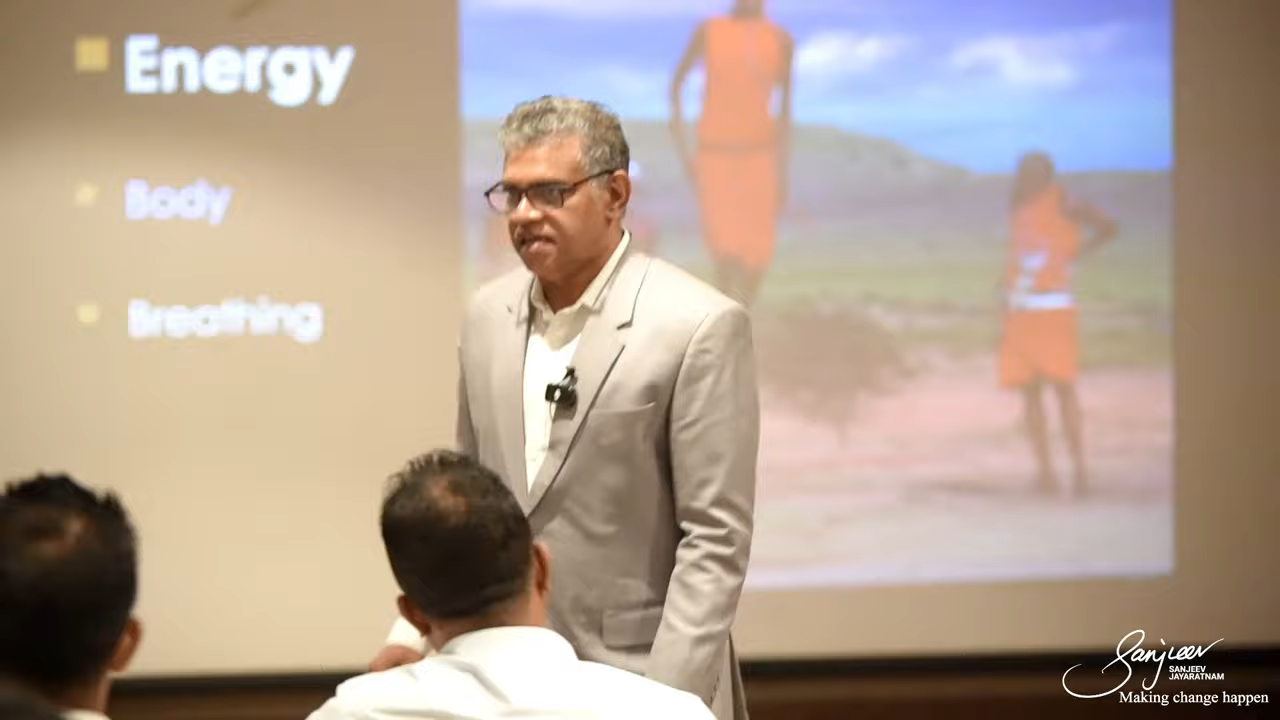 Energy
Body
Breathing
Sanjeev
SANJEEV
JAYARATNAM
Making change happen